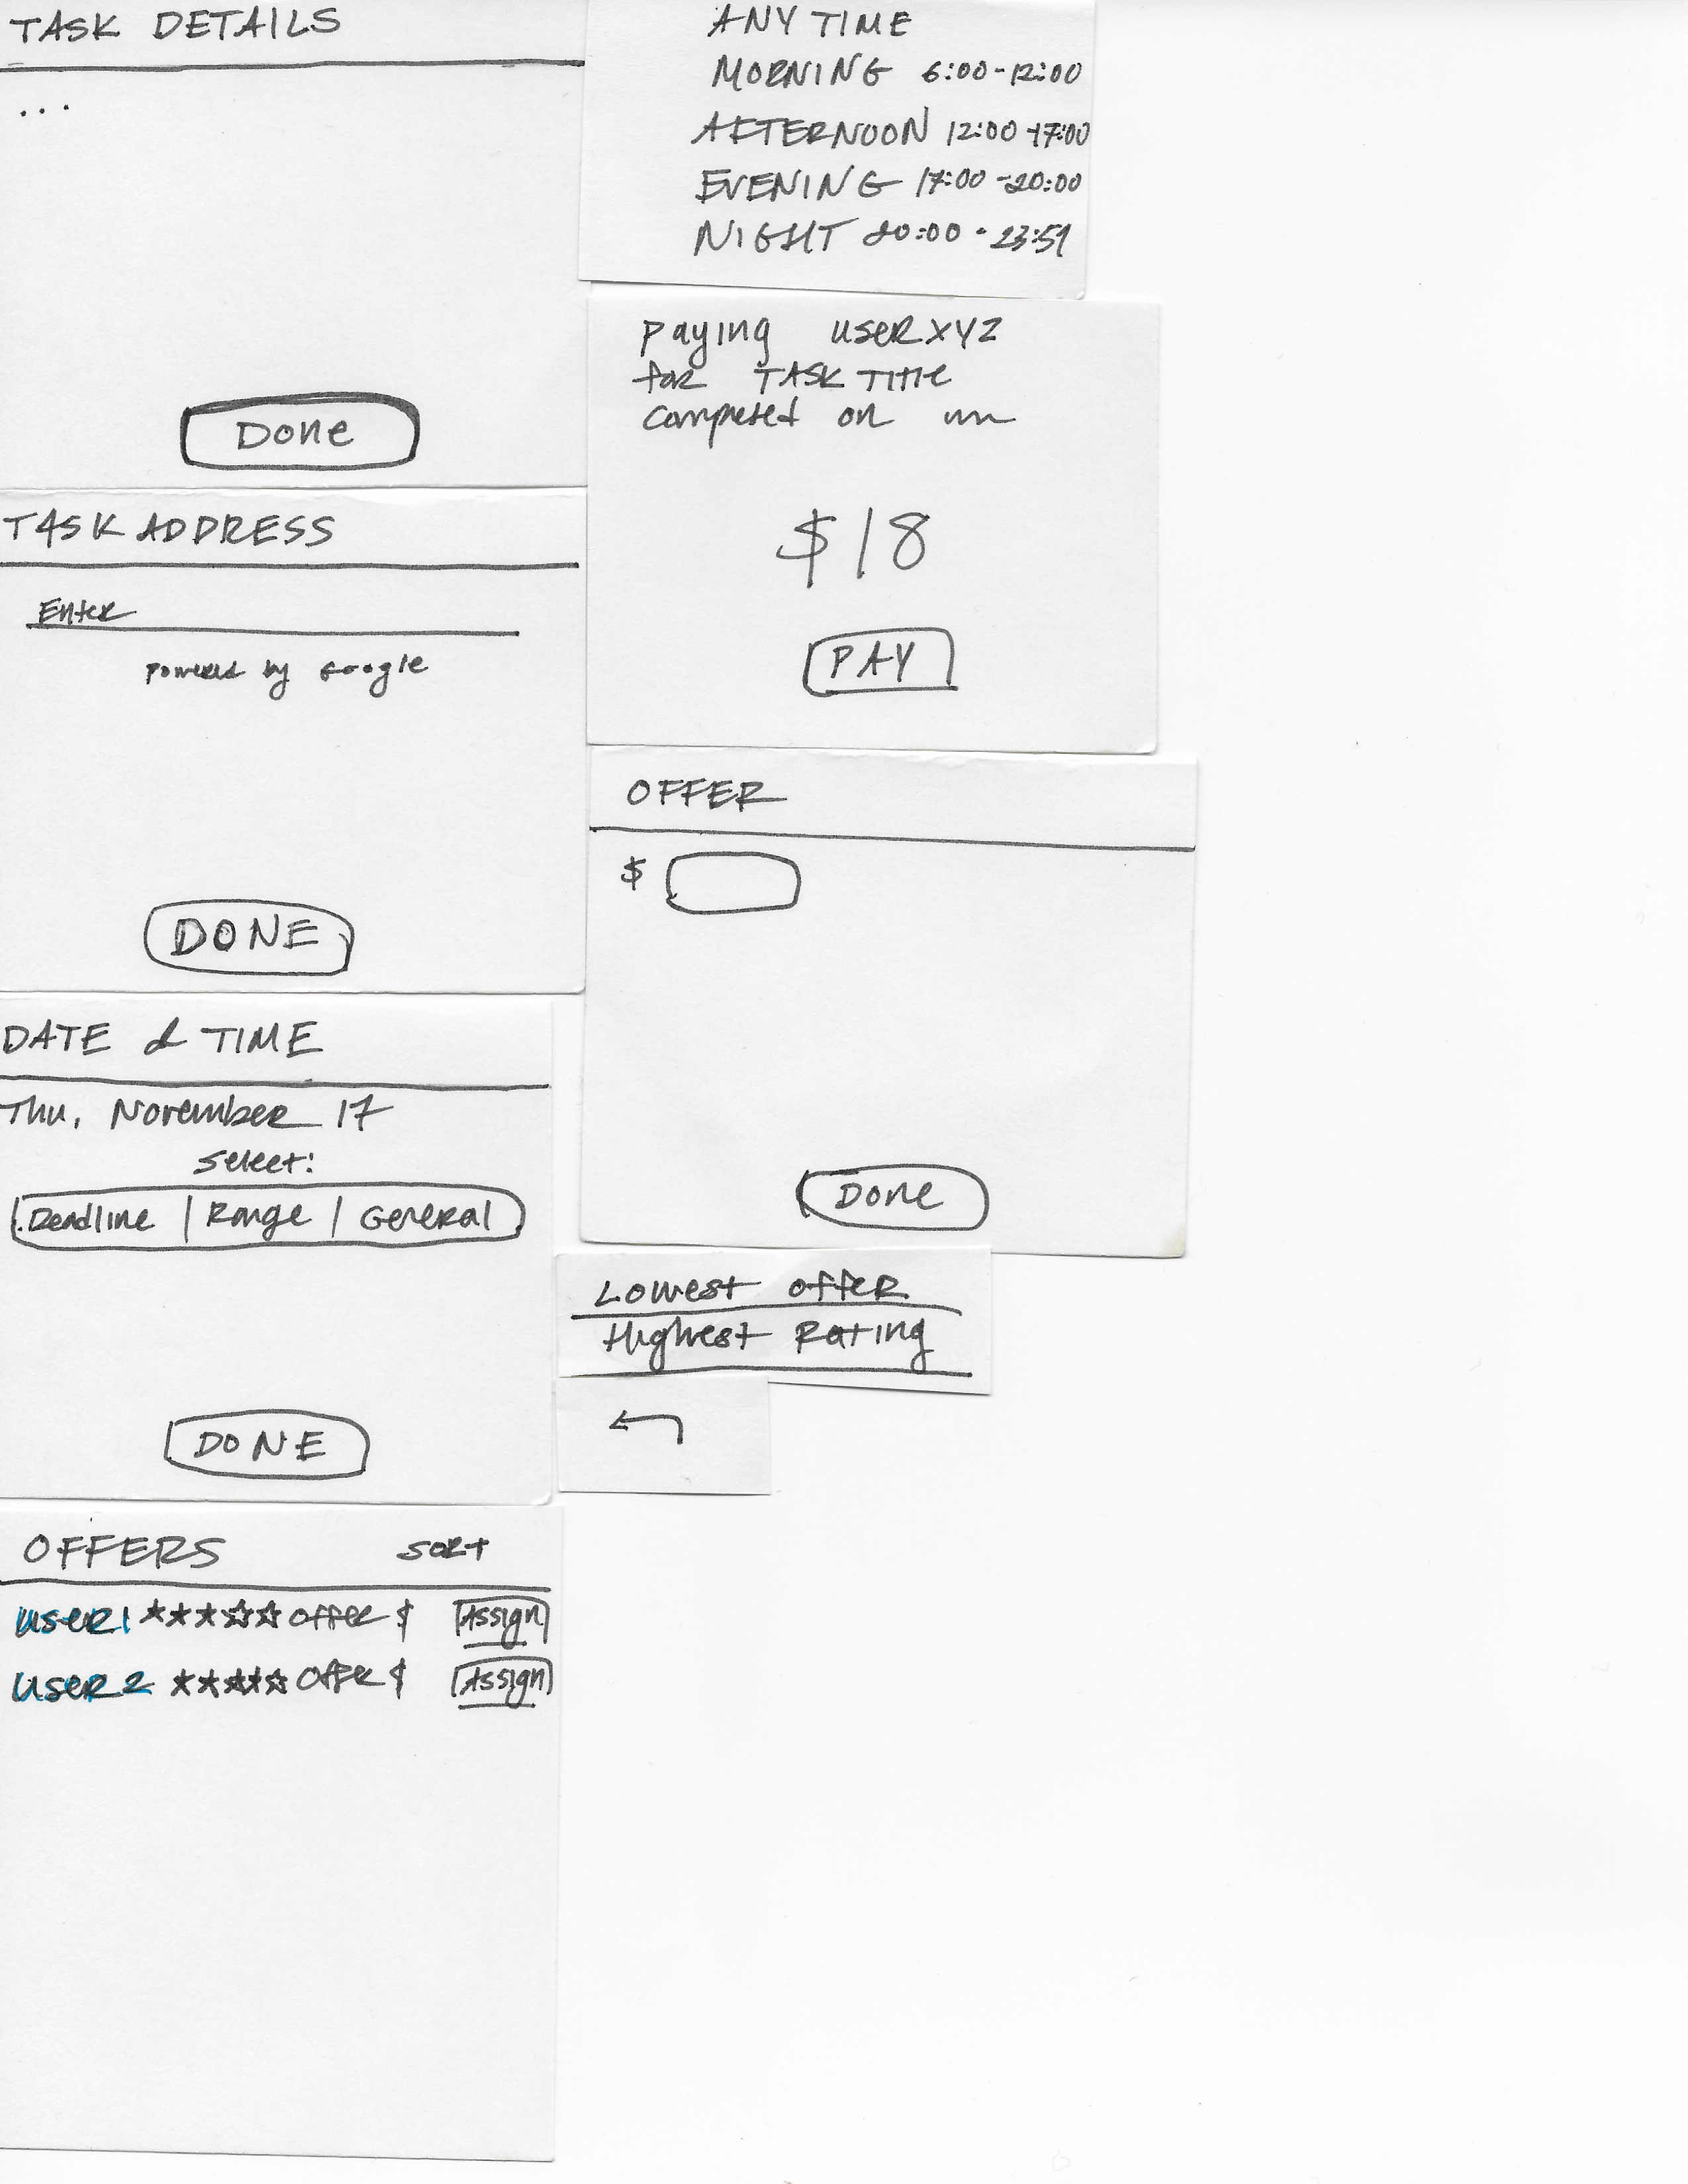 TASK DETAILS
...
Done
TASK ADDRESS
Enter
powered by Google
DONE
DATE & TIME
Thu, November 17
select:
Deadline | Range | General
DONE
OFFERS SORT
user1 ★★★☆☆ offer $ Assign
user2 ★★★★☆ offer $ Assign
ANY TIME
MORNING 6:00-12:00
AFTERNOON 12:00-17:00
EVENING 17:00-20:00
NIGHT 20:00-23:59
paying userxyz
for TASK Title
completed on
$18
PAY
OFFER
$
Done
Lowest offer
Highest Rating